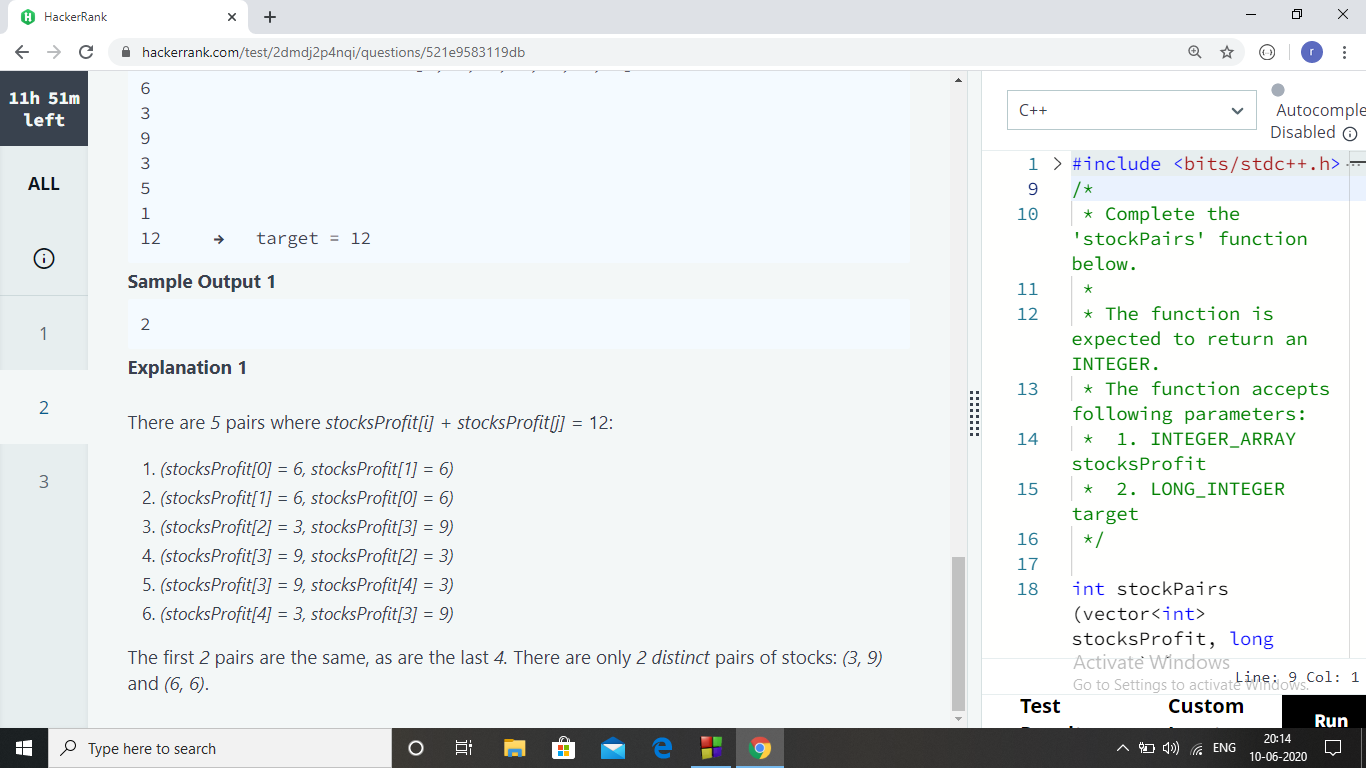 HackerRank
hackerrank.com/test/2dmdj2p4nqi/questions/521e9583119db
r
11h 51m
left
ALL
1
2
3
6
3
9
3
5
1
12 → target = 12
Sample Output 1
2
Explanation 1
There are 5 pairs where stocksProfit[i] + stocksProfit[j] = 12:
1. (stocksProfit[0] = 6, stocksProfit[1] = 6)
2. (stocksProfit[1] = 6, stocksProfit[0] = 6)
3. (stocksProfit[2] = 3, stocksProfit[3] = 9)
4. (stocksProfit[3] = 9, stocksProfit[2] = 3)
5. (stocksProfit[3] = 9, stocksProfit[4] = 3)
6. (stocksProfit[4] = 3, stocksProfit[3] = 9)
The first 2 pairs are the same, as are the last 4. There are only 2 distinct pairs of stocks: (3, 9)
and (6, 6).
C++
Autocomple
Disabled
1 #include <bits/stdc++.h>
9 /*
10 * Complete the
'stockPairs' function
below.
11 *
12 * The function is
expected to return an
INTEGER.
13 * The function accepts
following parameters:
14 * 1. INTEGER_ARRAY
stocksProfit
15 * 2. LONG_INTEGER
target
16 */
17
18 int stockPairs
(vector<int>
stocksProfit, long
Activate Windows
Go to Settings to activate Windows.
Line: 9 Col: 1
Test
Custom
Run
Type here to search
ENG
20:14
10-06-2020